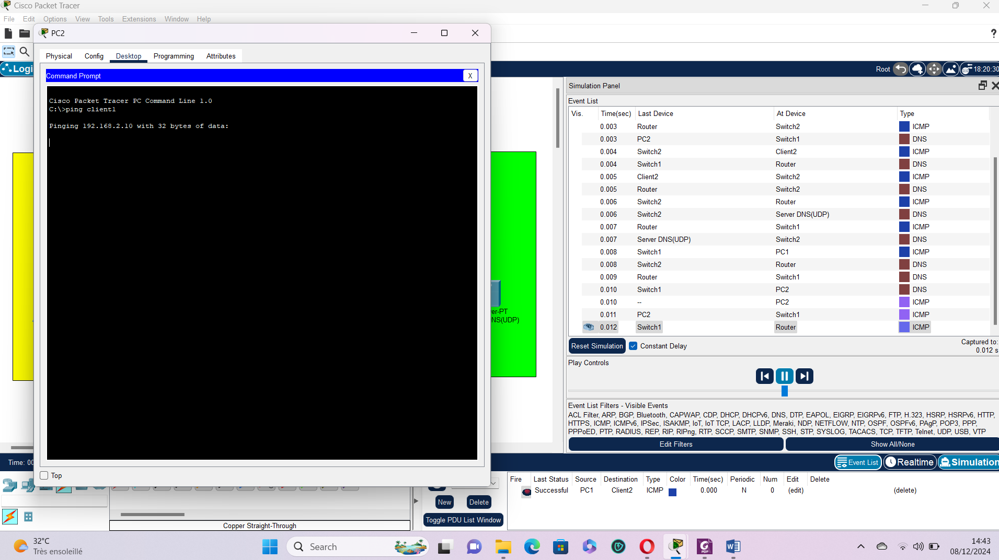 Cisco Packet Tracer
File Edit Options View Tools Extensions Window Help
PC2
?
Physical Config Desktop Programming Attributes
Logi
Root
18:20:30
Command Prompt
X
Cisco Packet Tracer PC Command Line 1.0
C:\>ping client1
Pinging 192.168.2.10 with 32 bytes of data:
er-PT
NS(UDP)
Simulation Panel
Event List
Vis. Time(sec) Last Device At Device Type
0.003 Router Switch2 ICMP
0.003 PC2 Switch1 DNS
0.004 Switch2 Client2 ICMP
0.004 Switch1 Router DNS
0.005 Client2 Switch2 ICMP
0.005 Router Switch2 DNS
0.006 Switch2 Router ICMP
0.006 Switch2 Server DNS(UDP) DNS
0.007 Router Switch1 ICMP
0.007 Server DNS(UDP) Switch2 DNS
0.008 Switch1 PC1 ICMP
0.008 Switch2 Router DNS
0.009 Router Switch1 DNS
0.010 Switch1 PC2 DNS
0.010 -- PC2 ICMP
0.011 PC2 Switch1 ICMP
0.012 Switch1 Router ICMP
Reset Simulation Constant Delay
Captured to:
0.012 s
Play Controls
Event List Filters - Visible Events
ACL Filter, ARP, BGP, Bluetooth, CAPWAP, CDP, DHCP, DHCPv6, DNS, DTP, EAPOL, EIGRP, EIGRPv6, FTP, H.323, HSRP, HSRPv6, HTTP,
HTTPS, ICMP, ICMPv6, IPSec, ISAKMP, IoT, IoT TCP, LACP, LLDP, Meraki, NDP, NETFLOW, NTP, OSPF, OSPFv6, PAgP, POP3, PPP,
PPPoED, PTP, RADIUS, REP, RIP, RIPng, RTP, SCCP, SMTP, SNMP, SSH, STP, SYSLOG, TACACS, TCP, TFTP, Telnet, UDP, USB, VTP
Edit Filters Show All/None
Time: 00
Event List Realtime Simulation
Top
Fire Last Status Source Destination Type Color Time(sec) Periodic Num Edit Delete
Successful PC1 Client2 ICMP 0.000 N 0 (edit) (delete)
New Delete
Toggle PDU List Window
Copper Straight-Through
32°C
Très ensoleillé
Search
14:43
08/12/2024